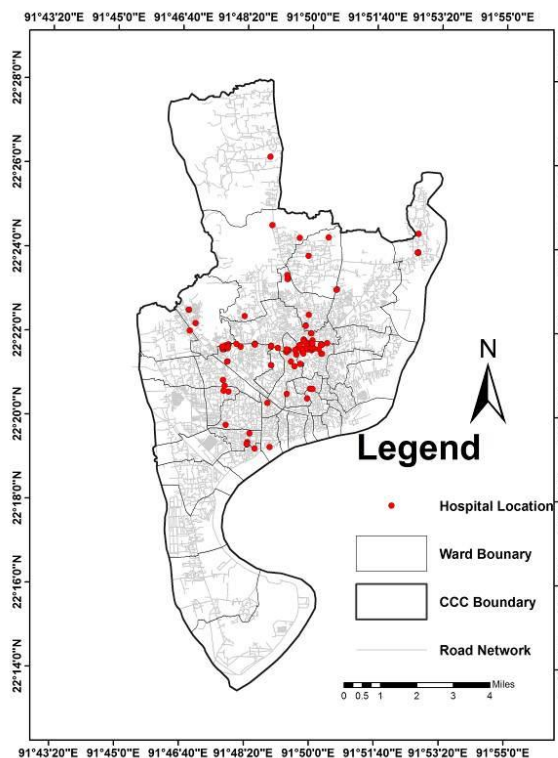 91°43'20"E 91°45'0"E 91°46'40"E 91°48'20"E 91°50'0"E 91°51'40"E 91°53'20"E 91°55'0"E
22°28'0"N
22°26'0"N
22°24'0"N
22°22'0"N
22°20'0"N
22°18'0"N
22°16'0"N
22°14'0"N
N
Legend
Hospital Location
Ward Bounary
CCC Boundary
Road Network
Miles
0 0.5 1 2 3 4
91°43'20"E 91°45'0"E 91°46'40"E 91°48'20"E 91°50'0"E 91°51'40"E 91°53'20"E 91°55'0"E